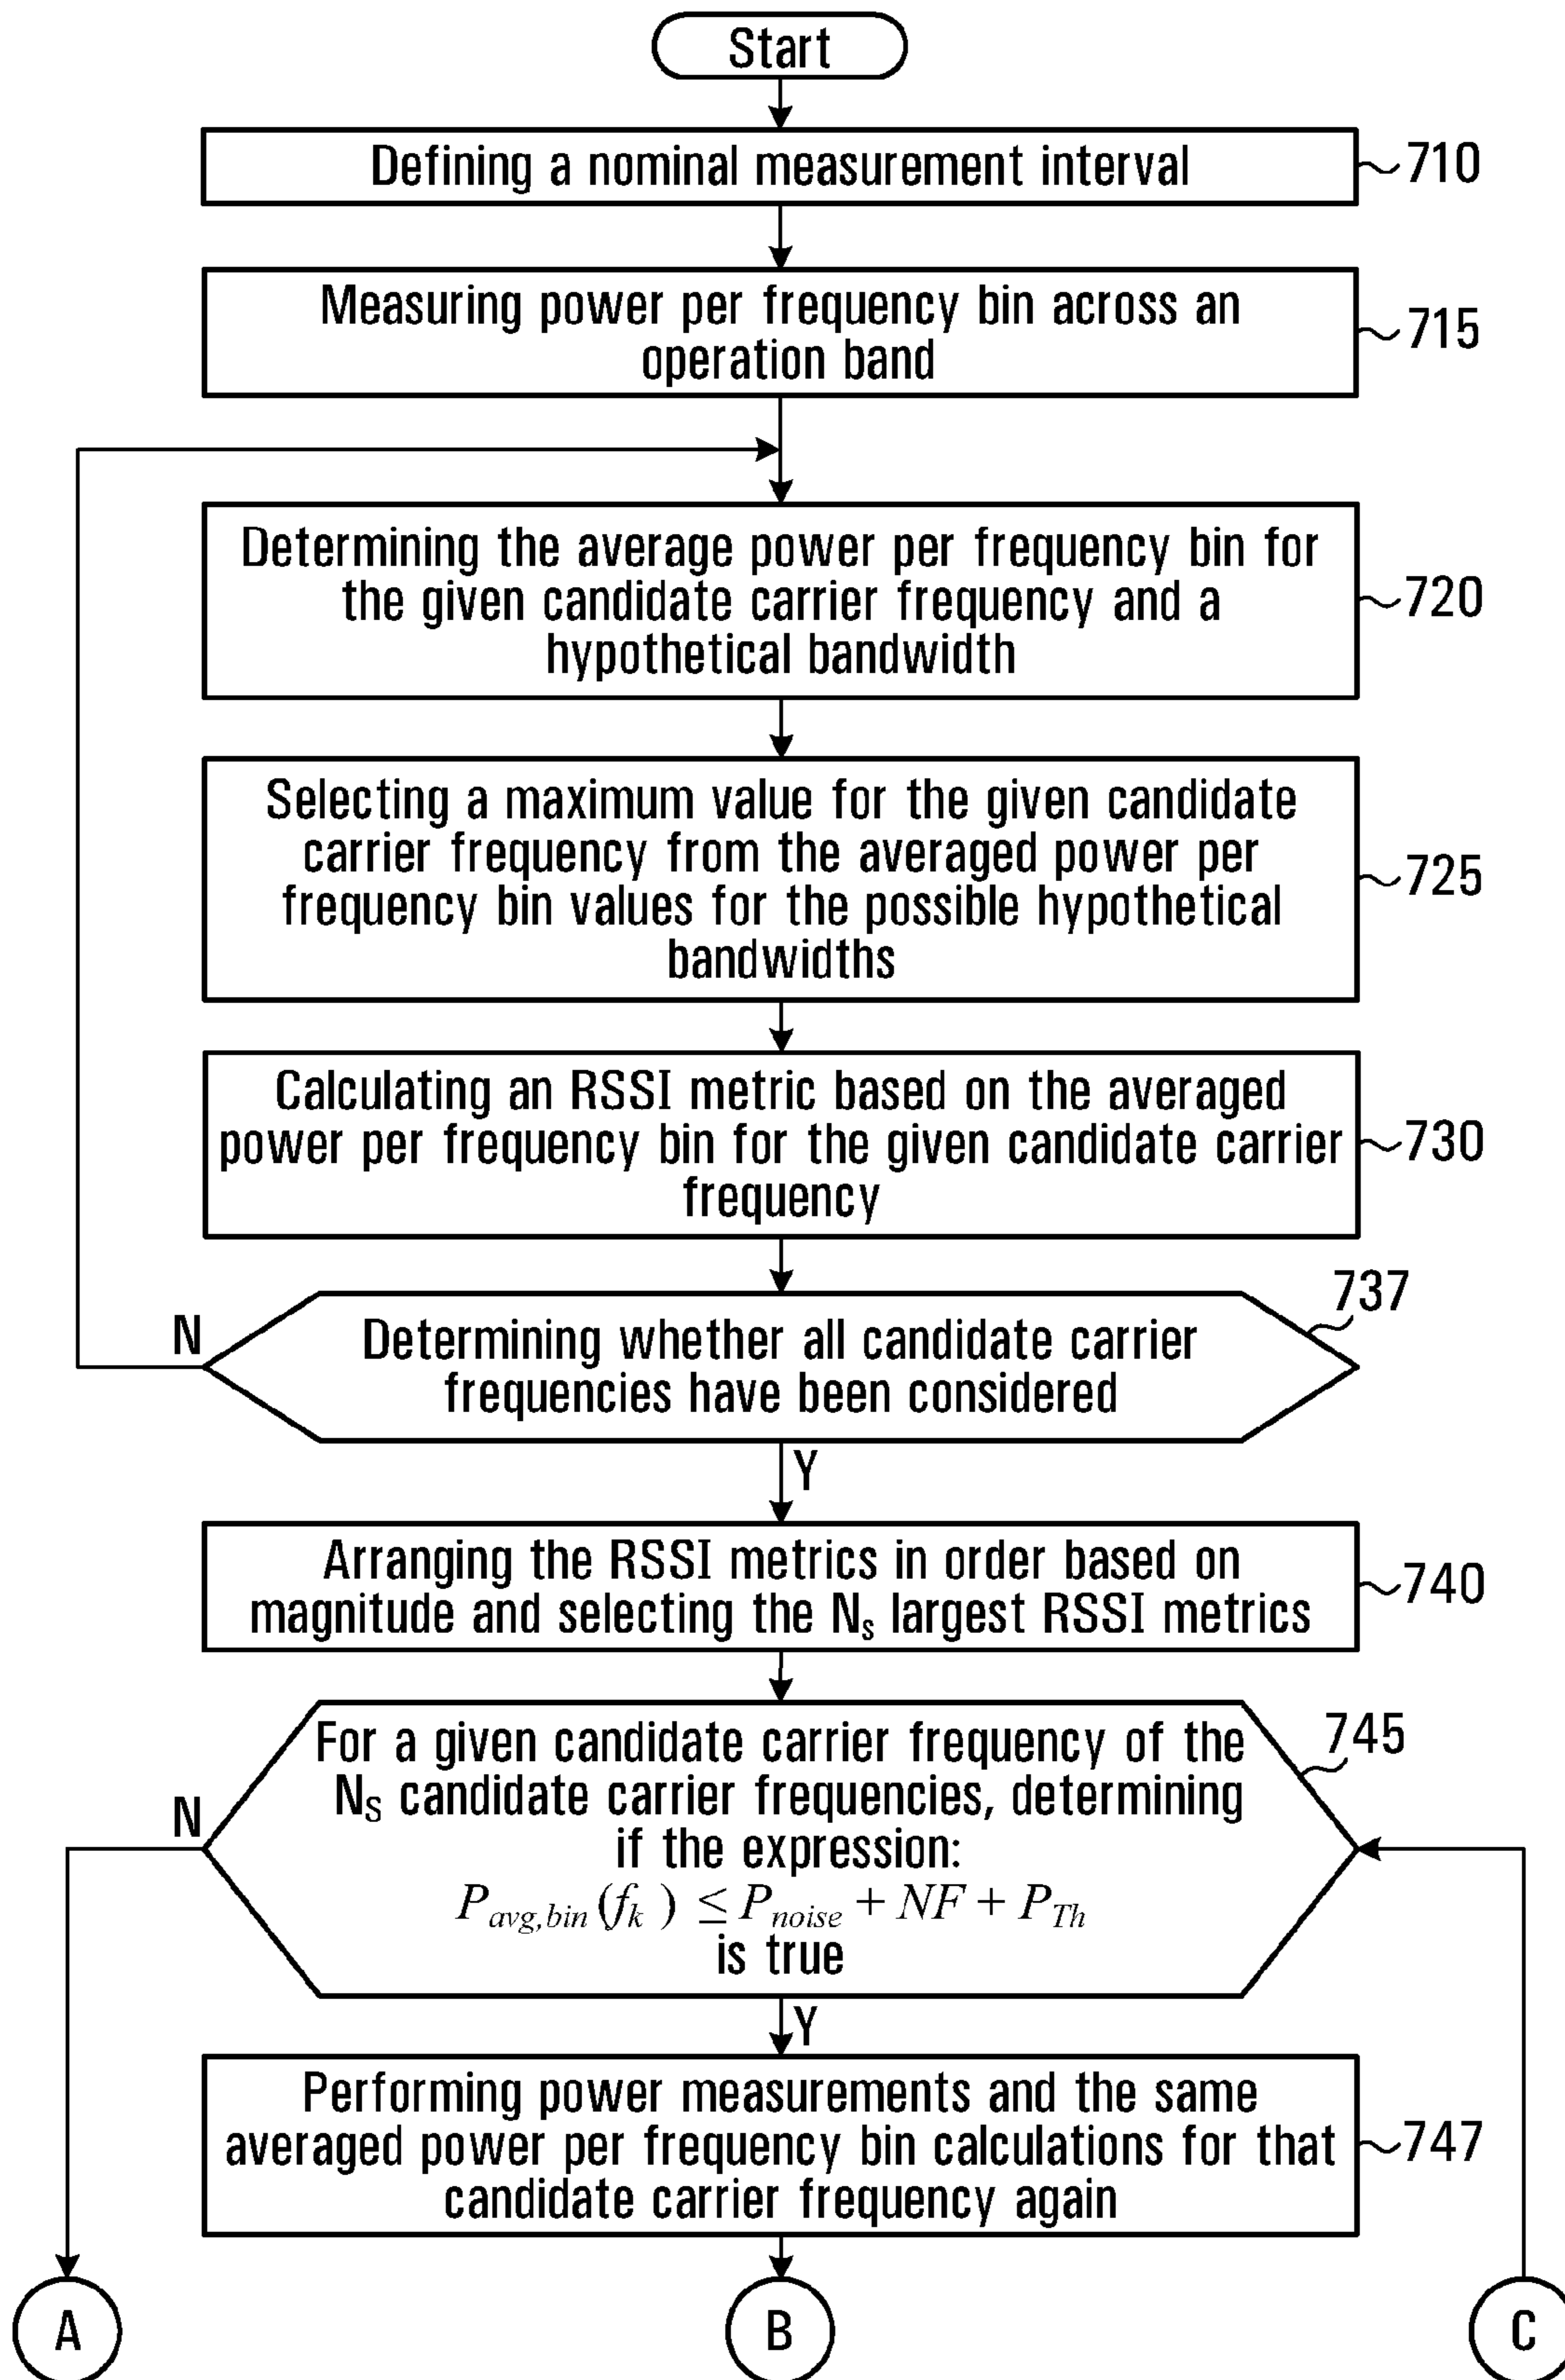 Start
Defining a nominal measurement interval
710
Measuring power per frequency bin across an
operation band
715
Determining the average power per frequency bin for
the given candidate carrier frequency and a
hypothetical bandwidth
720
Selecting a maximum value for the given candidate
carrier frequency from the averaged power per
frequency bin values for the possible hypothetical
bandwidths
725
Calculating an RSSI metric based on the averaged
power per frequency bin for the given candidate carrier
frequency
730
737
N
Determining whether all candidate carrier
frequencies have been considered
Y
Arranging the RSSI metrics in order based on
magnitude and selecting the Ns largest RSSI metrics
740
745
For a given candidate carrier frequency of the
NS candidate carrier frequencies, determining
if the expression:
Pavg,bin (fk) ≤ Pnoise + NF + PTh
is true
N
Y
Performing power measurements and the same
averaged power per frequency bin calculations for that
candidate carrier frequency again
747
A
B
C